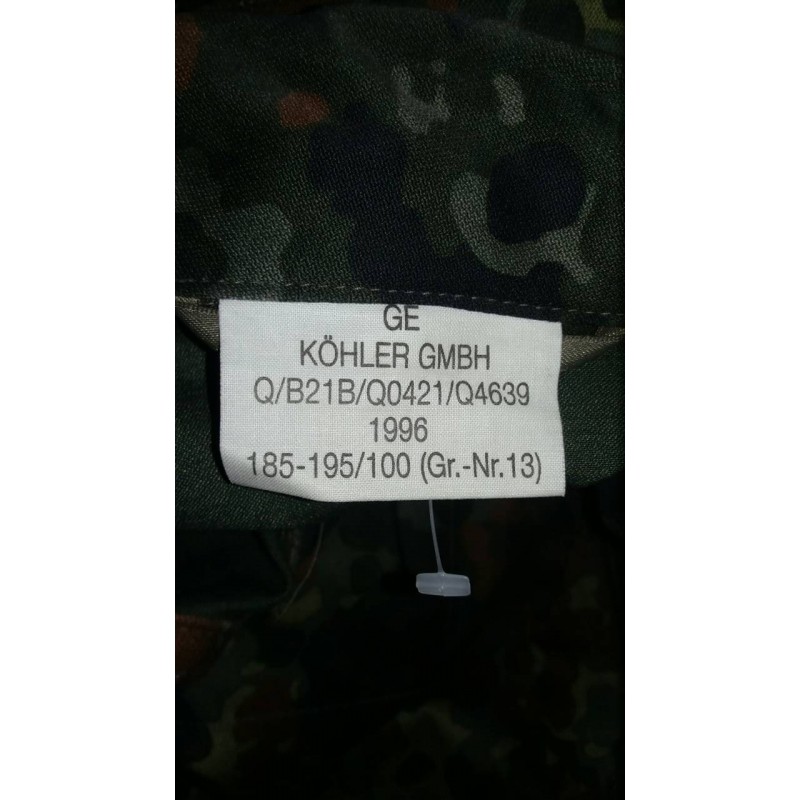 GE
KÖHLER GMBH
Q/B21B/Q0421/Q4639
1996
185-195/100 (Gr.-Nr.13)